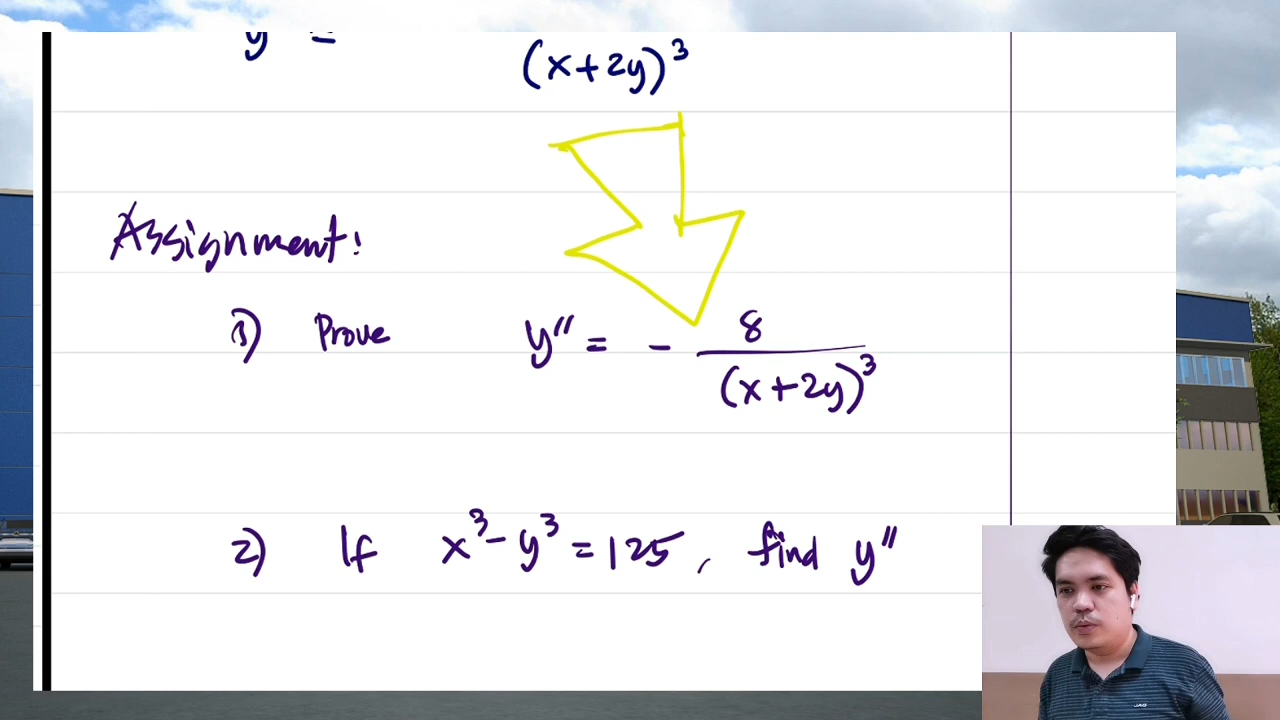 y =
(x+2y)³
Assignment:
1) Prove y'' = - 8 / (x+2y)³
2) If x³ - y³ = 125, find y''